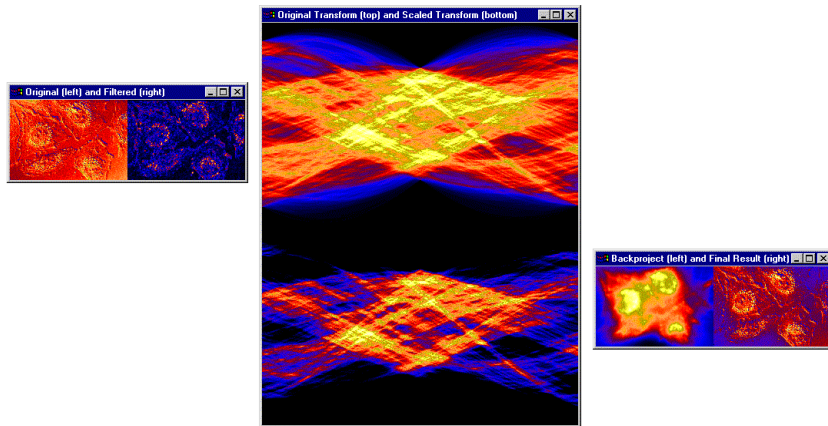 Original (left) and Filtered (right)
Original Transform (top) and Scaled Transform (bottom)
Backproject (left) and Final Result (right)